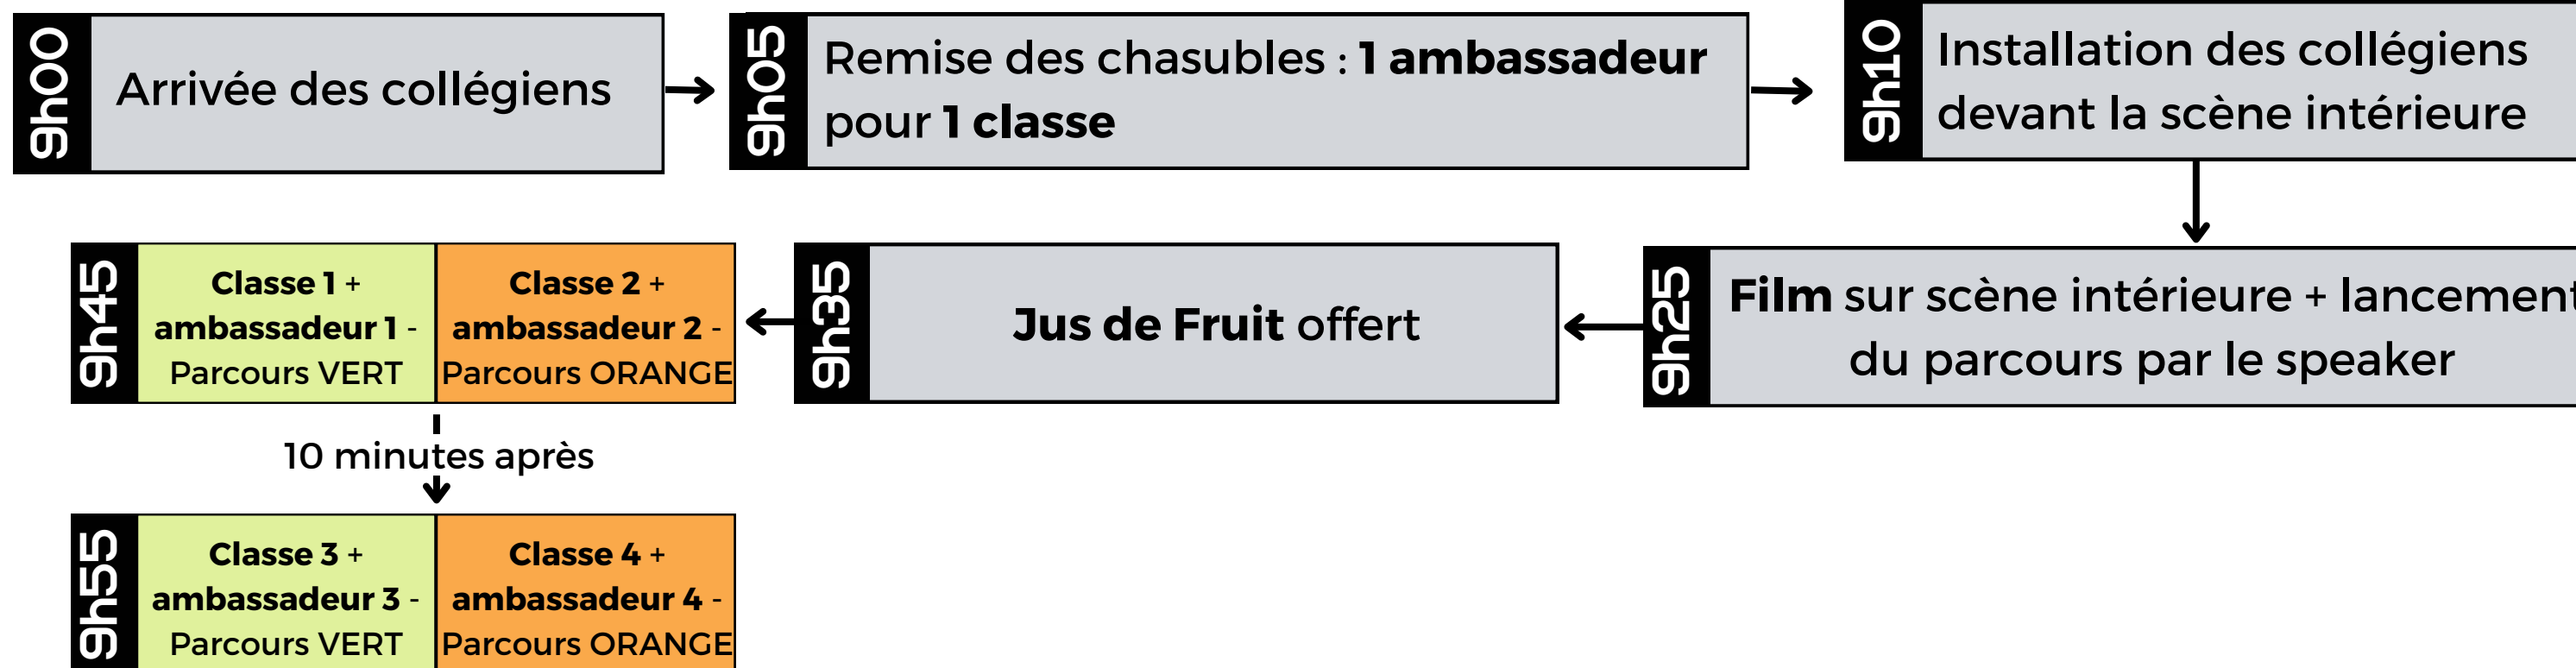 9h00
Arrivée des collégiens
9h05
Remise des chasubles : 1 ambassadeur
pour 1 classe
9h10
Installation des collégiens
devant la scène intérieure
9h25
Film sur scène intérieure + lancement
du parcours par le speaker
9h35
Jus de Fruit offert
9h45
Classe 1 +
ambassadeur 1 -
Parcours VERT
Classe 2 +
ambassadeur 2 -
Parcours ORANGE
10 minutes après
9h55
Classe 3 +
ambassadeur 3 -
Parcours VERT
Classe 4 +
ambassadeur 4 -
Parcours ORANGE